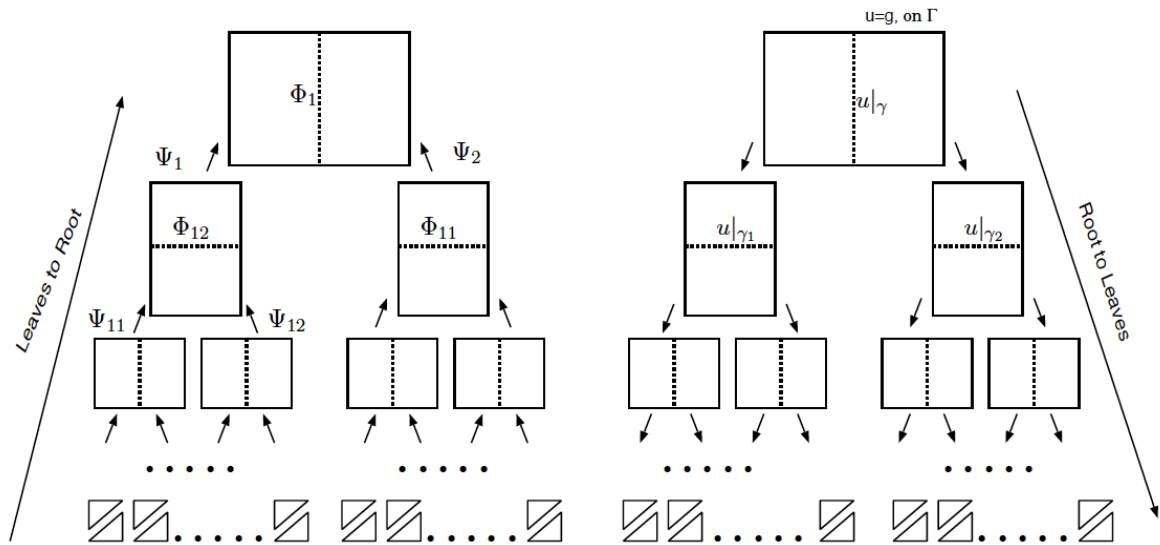 u=g, on Γ
Φ₁
u|γ
Ψ₁
Ψ₂
Φ₁₂
Φ₁₁
u|γ₁
u|γ₂
Ψ₁₁
Ψ₁₂
Leaves to Root
Root to Leaves